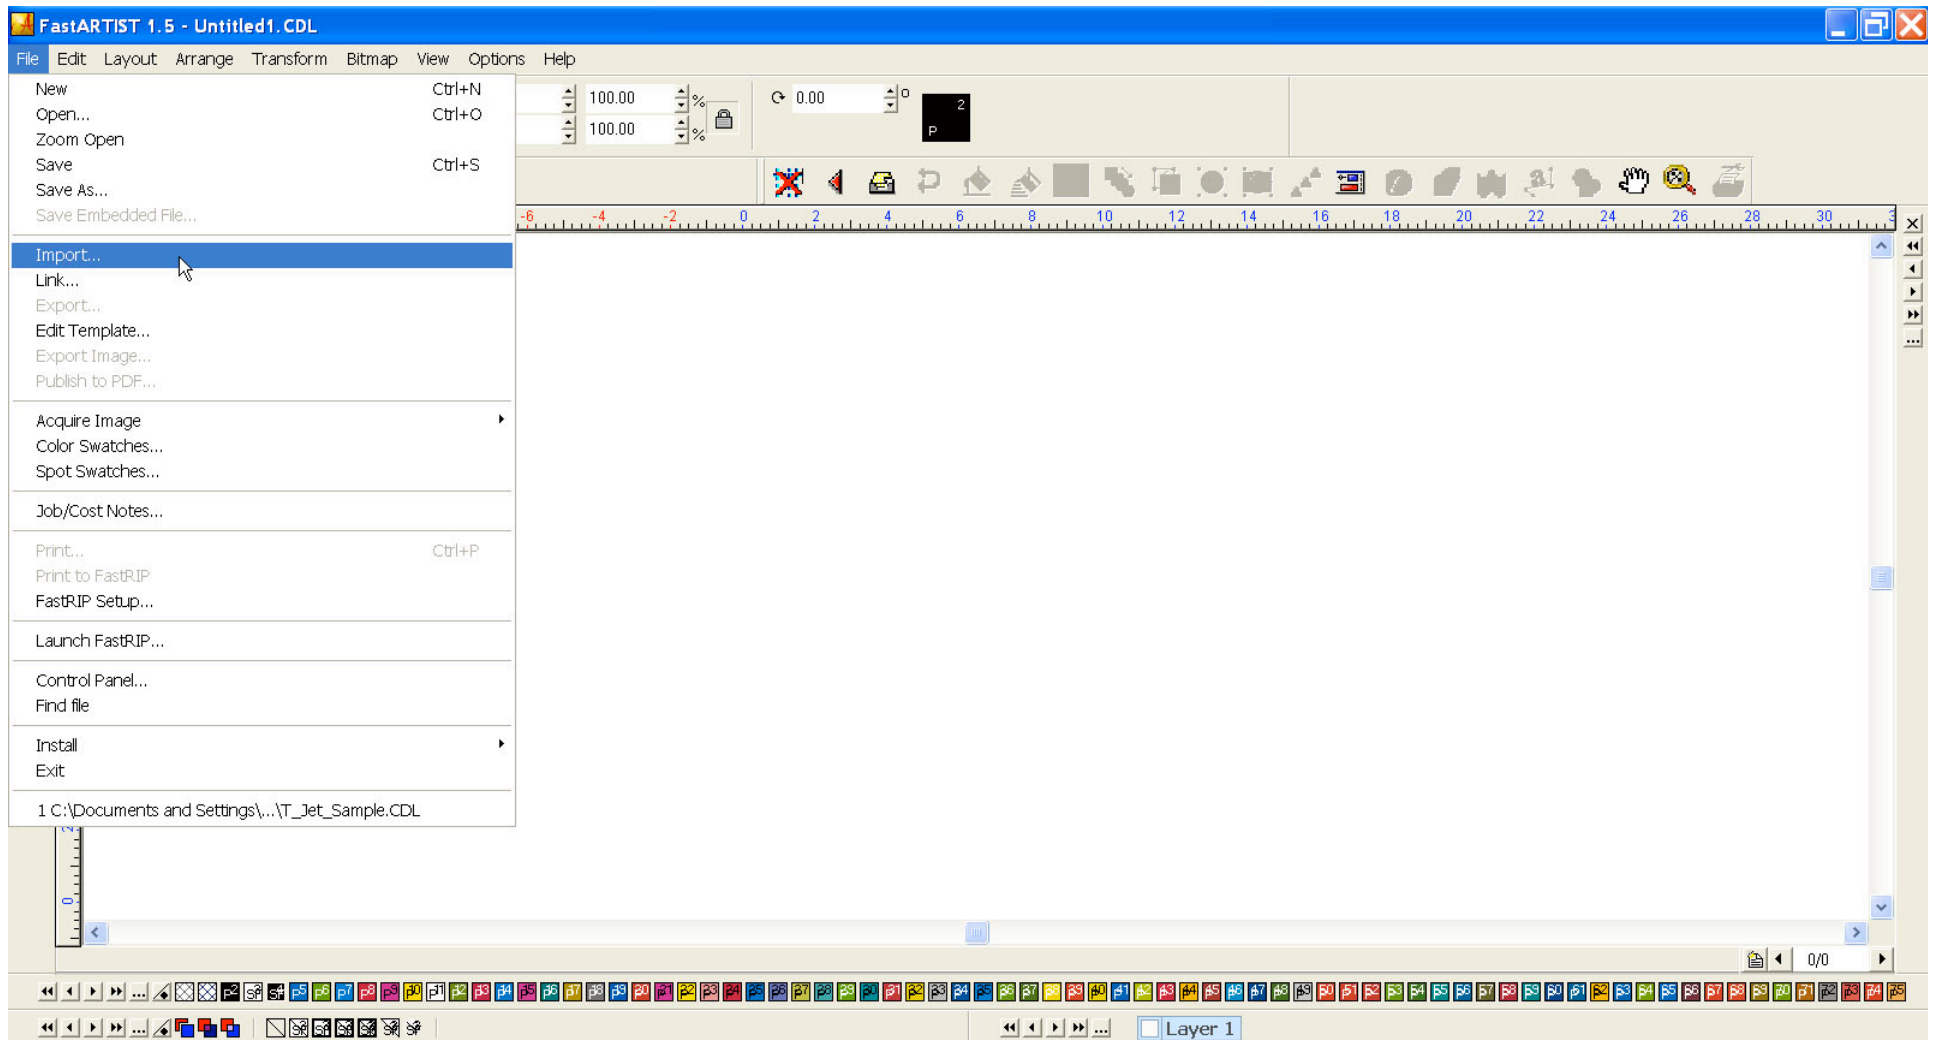 FastARTIST 1.5 - Untitled1.CDL
File Edit Layout Arrange Transform Bitmap View Options Help
New Ctrl+N
Open... Ctrl+O
Zoom Open
Save Ctrl+S
Save As...
Save Embedded File...
Import...
Link...
Export...
Edit Template...
Export Image...
Publish to PDF...
Acquire Image
Color Swatches...
Spot Swatches...
Job/Cost Notes...
Print... Ctrl+P
Print to FastRIP
FastRIP Setup...
Launch FastRIP...
Control Panel...
Find file
Install
Exit
1 C:\Documents and Settings\...\T_Jet_Sample.CDL
100.00 %
100.00 %
0.00 °
2
P
-6 -4 -2 0 2 4 6 8 10 12 14 16 18 20 22 24 26 28 30 3
0
0/0
Layer 1